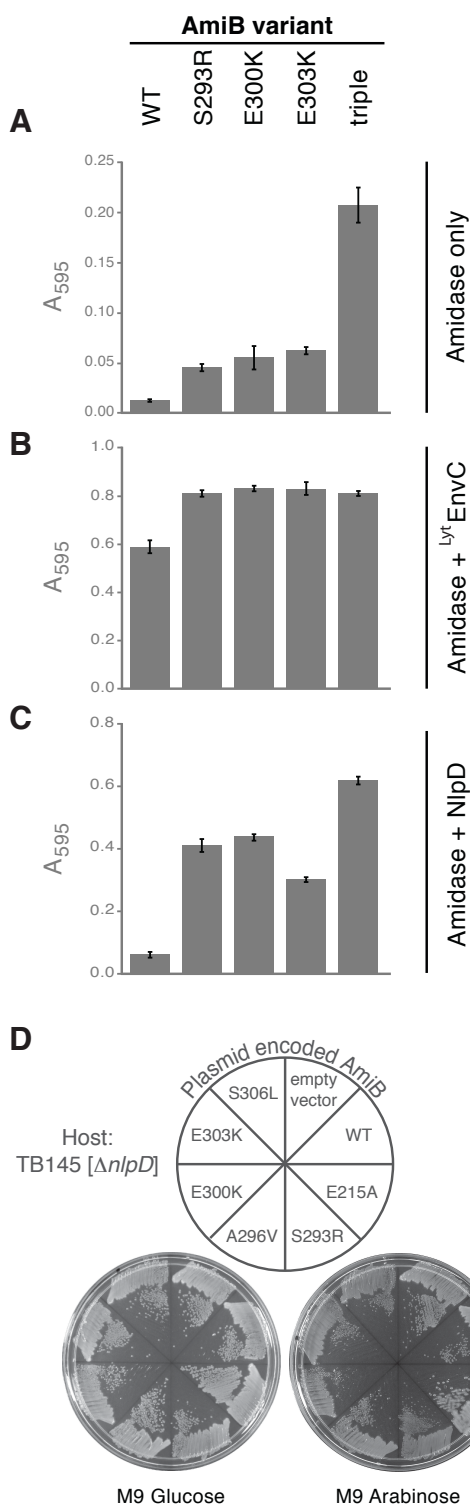 AmiB variant
WT
S293R
E300K
E303K
triple
A
0.25
0.20
0.15
0.10
0.05
0.00
A595
Amidase only
B
1.0
0.8
0.6
0.4
0.2
0.0
A595
Amidase + LytEnvC
C
0.8
0.6
0.4
0.2
0.0
A595
Amidase + NlpD
D
Plasmid encoded AmiB
Host:
TB145 [ΔnlpD]
S306L
empty
vector
E303K
WT
E300K
E215A
A296V
S293R
M9 Glucose
M9 Arabinose